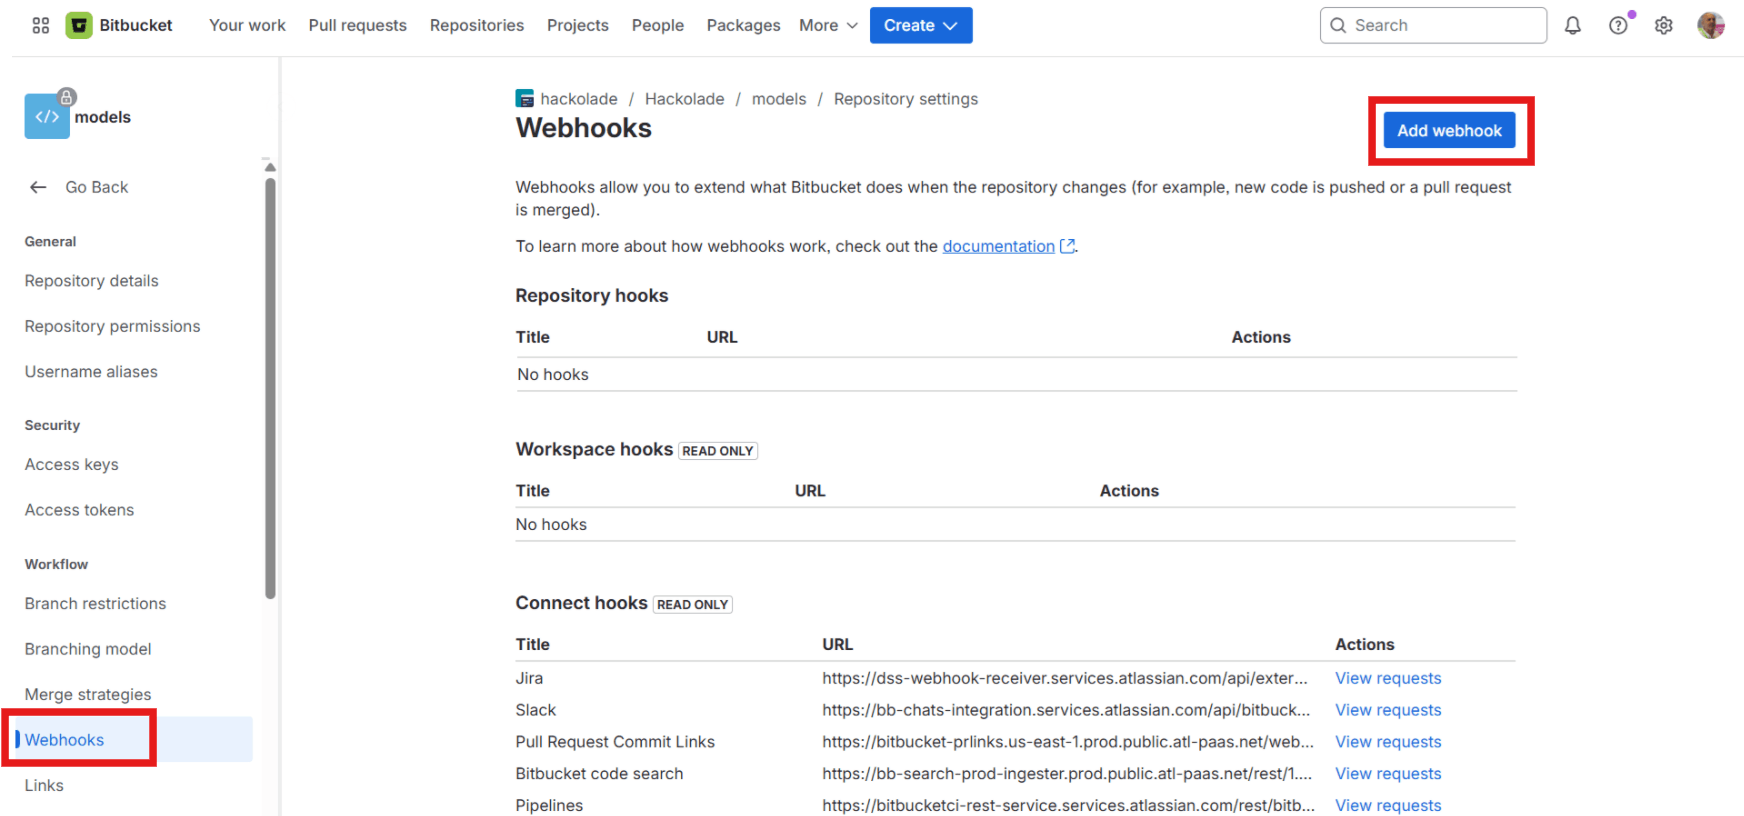 Bitbucket Your work Pull requests Repositories Projects People Packages More Create Search
</> models
Go Back
General
Repository details
Repository permissions
Username aliases
Security
Access keys
Access tokens
Workflow
Branch restrictions
Branching model
Merge strategies
Webhooks
Links
hackolade / Hackolade / models / Repository settings
Webhooks
Add webhook
Webhooks allow you to extend what Bitbucket does when the repository changes (for example, new code is pushed or a pull request
is merged).
To learn more about how webhooks work, check out the documentation.
Repository hooks
Title URL Actions
No hooks
Workspace hooks READ ONLY
Title URL Actions
No hooks
Connect hooks READ ONLY
Title URL Actions
Jira https://dss-webhook-receiver.services.atlassian.com/api/exter... View requests
Slack https://bb-chats-integration.services.atlassian.com/api/bitbuck... View requests
Pull Request Commit Links https://bitbucket-prlinks.us-east-1.prod.public.atl-paas.net/web... View requests
Bitbucket code search https://bb-search-prod-ingester.prod.public.atl-paas.net/rest/1.... View requests
Pipelines https://bitbucketci-rest-service.services.atlassian.com/rest/bitb... View requests